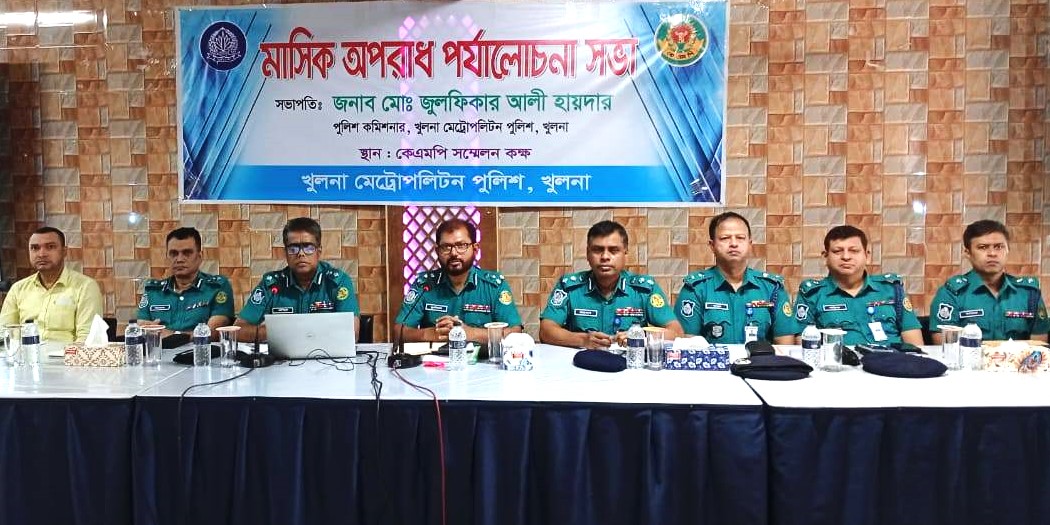 মাসিক অপরাধ পর্যালোচনা সভা
সভাপতিঃ জনাব মোঃ জুলফিকার আলী হায়দার
পুলিশ কমিশনার, খুলনা মেট্রোপলিটন পুলিশ, খুলনা
স্থান : কেএমপি সম্মেলন কক্ষ
খুলনা মেট্রোপলিটন পুলিশ, খুলনা